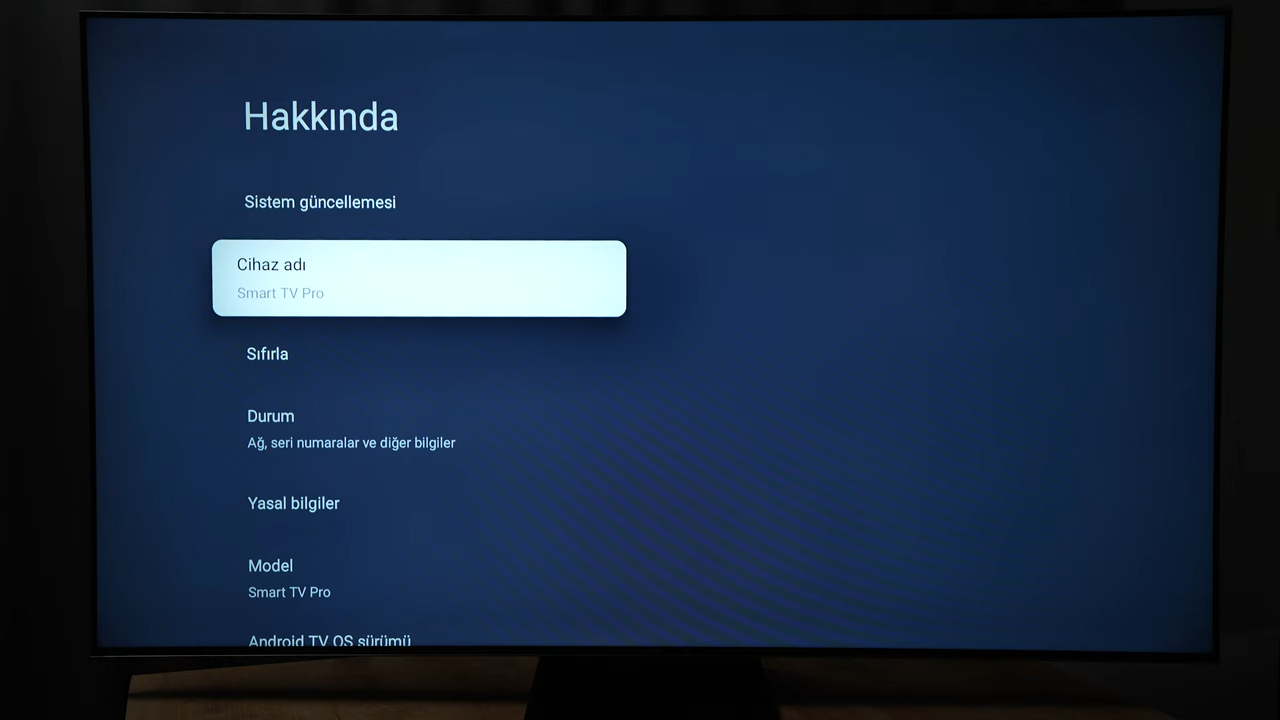 Hakkında
Sistem güncellemesi
Cihaz adı
Smart TV Pro
Sıfırla
Durum
Ağ, seri numaralar ve diğer bilgiler
Yasal bilgiler
Model
Smart TV Pro
Android TV OS sürümü